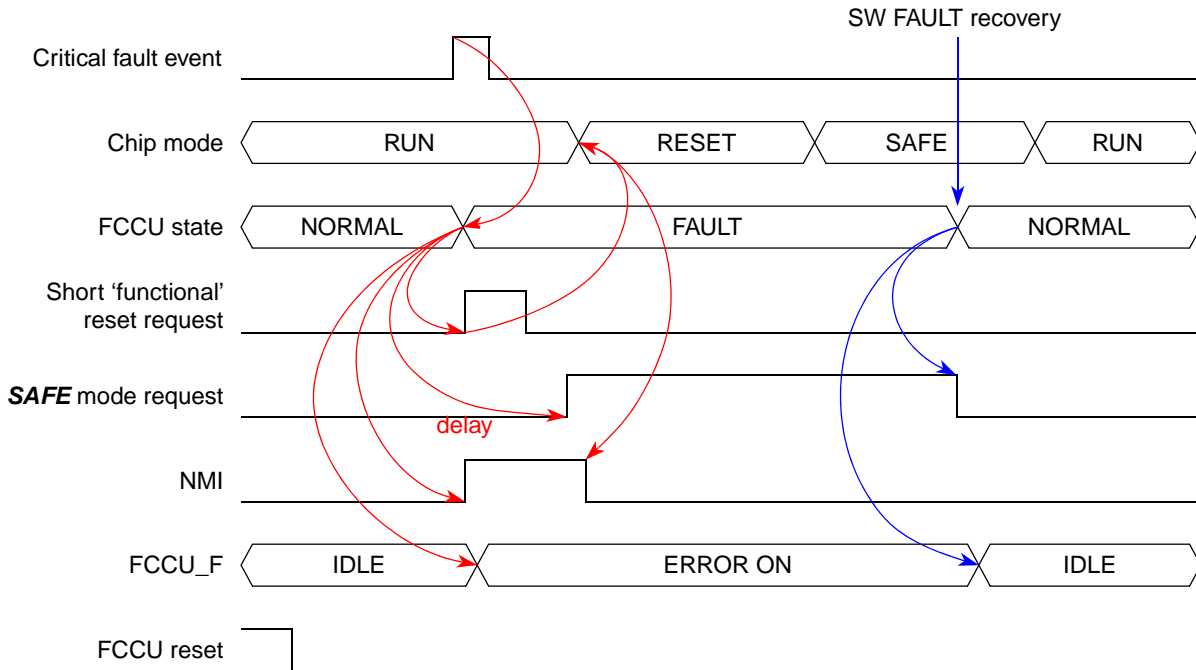 SW FAULT recovery
Critical fault event
Chip mode RUN RESET SAFE RUN
FCCU state NORMAL FAULT NORMAL
Short ‘functional’
reset request
SAFE mode request
delay
NMI
FCCU_F IDLE ERROR ON IDLE
FCCU reset